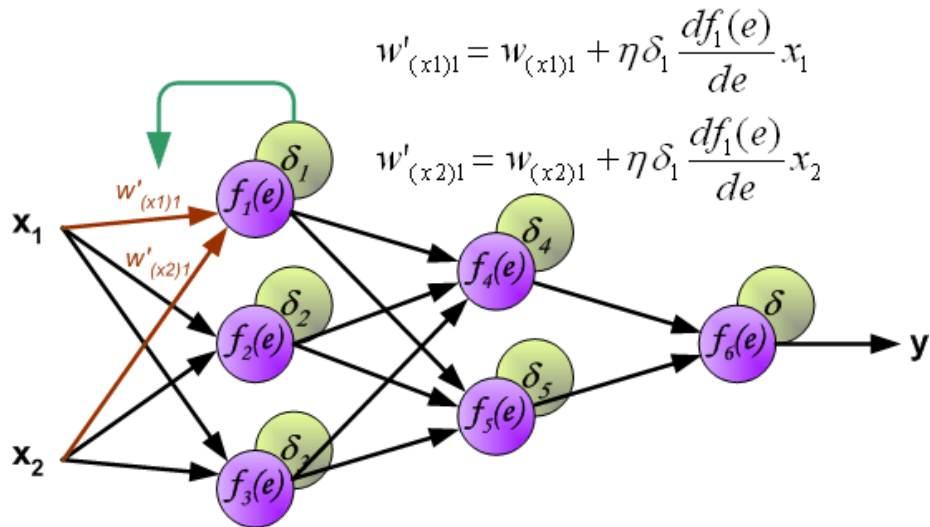 w'(x1)1 = w(x1)1 + ηδ1 df1(e)/de x1
w'(x2)1 = w(x2)1 + ηδ1 df1(e)/de x2
δ1
f1(e)
w'(x1)1
x1
w'(x2)1
δ4
f4(e)
δ2
f2(e)
δ
f6(e)
y
δ5
f5(e)
x2
δ3
f3(e)